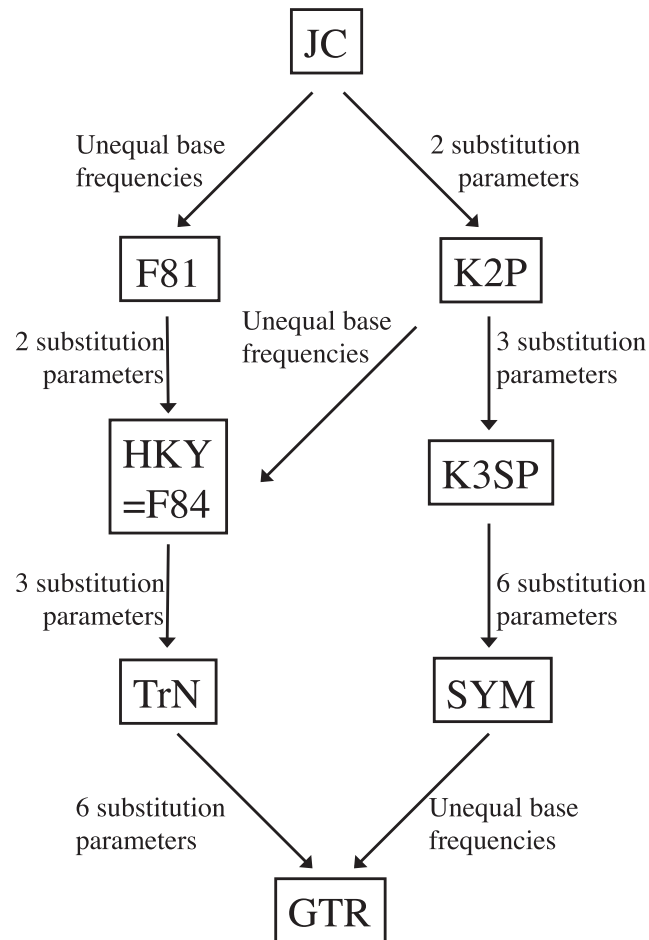 JC
Unequal base
frequencies
2 substitution
parameters
F81
K2P
2 substitution
parameters
Unequal base
frequencies
3 substitution
parameters
HKY
=F84
K3SP
3 substitution
parameters
6 substitution
parameters
TrN
SYM
6 substitution
parameters
Unequal base
frequencies
GTR